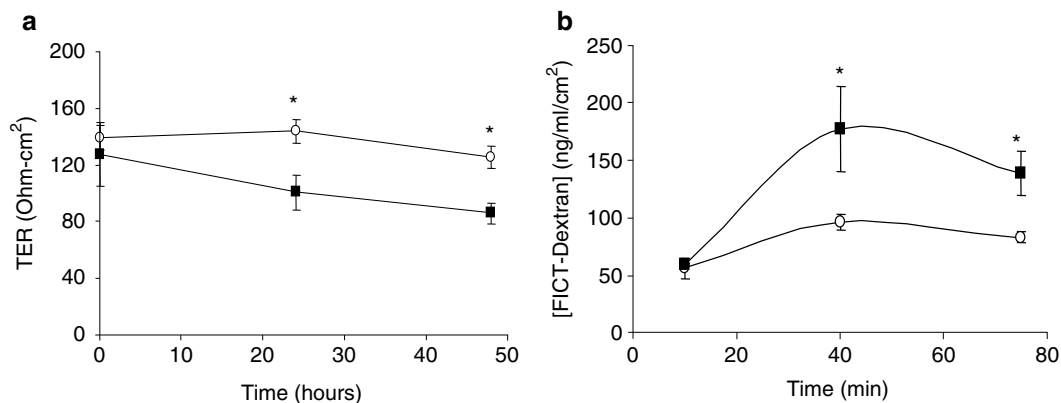 a
TER (Ohm-cm²)
200
160
120
80
40
0
*
*
0 10 20 30 40 50
Time (hours)
b
[FICT-Dextran] (ng/ml/cm²)
250
200
150
100
50
0
*
*
0 20 40 60 80
Time (min)